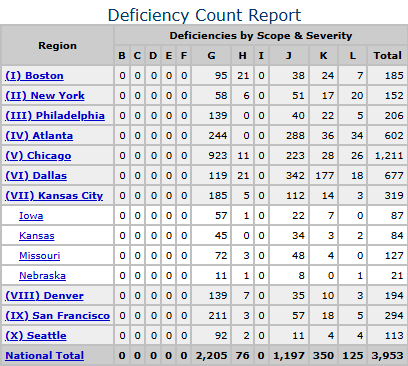 Deficiency Count Report
Region Deficiencies by Scope & Severity
B C D E F G H I J K L Total
(I) Boston 0 0 0 0 0 95 21 0 38 24 7 185
(II) New York 0 0 0 0 0 58 6 0 51 17 20 152
(III) Philadelphia 0 0 0 0 0 139 0 0 40 22 5 206
(IV) Atlanta 0 0 0 0 0 244 0 0 288 36 34 602
(V) Chicago 0 0 0 0 0 923 11 0 223 28 26 1,211
(VI) Dallas 0 0 0 0 0 119 21 0 342 177 18 677
(VII) Kansas City 0 0 0 0 0 185 5 0 112 14 3 319
Iowa 0 0 0 0 0 57 1 0 22 7 0 87
Kansas 0 0 0 0 0 45 0 0 34 3 2 84
Missouri 0 0 0 0 0 72 3 0 48 4 0 127
Nebraska 0 0 0 0 0 11 1 0 8 0 1 21
(VIII) Denver 0 0 0 0 0 139 7 0 35 10 3 194
(IX) San Francisco 0 0 0 0 0 211 3 0 57 18 5 294
(X) Seattle 0 0 0 0 0 92 2 0 11 4 4 113
National Total 0 0 0 0 0 2,205 76 0 1,197 350 125 3,953